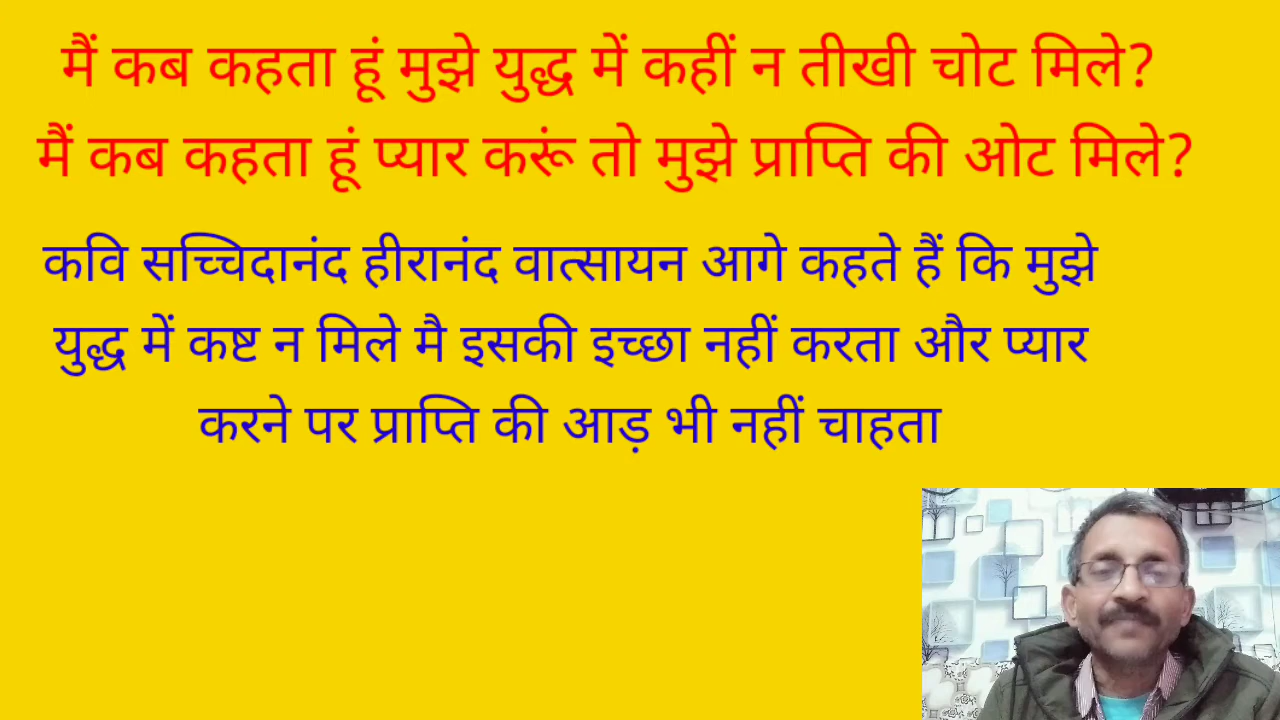 मैं कब कहता हूं मुझे युद्ध में कहीं न तीखी चोट मिले?
मैं कब कहता हूं प्यार करूं तो मुझे प्राप्ति की ओट मिले?
कवि सच्चिदानंद हीरानंद वात्सायन आगे कहते हैं कि मुझे
युद्ध में कष्ट न मिले मै इसकी इच्छा नहीं करता और प्यार
करने पर प्राप्ति की आड़ भी नहीं चाहता